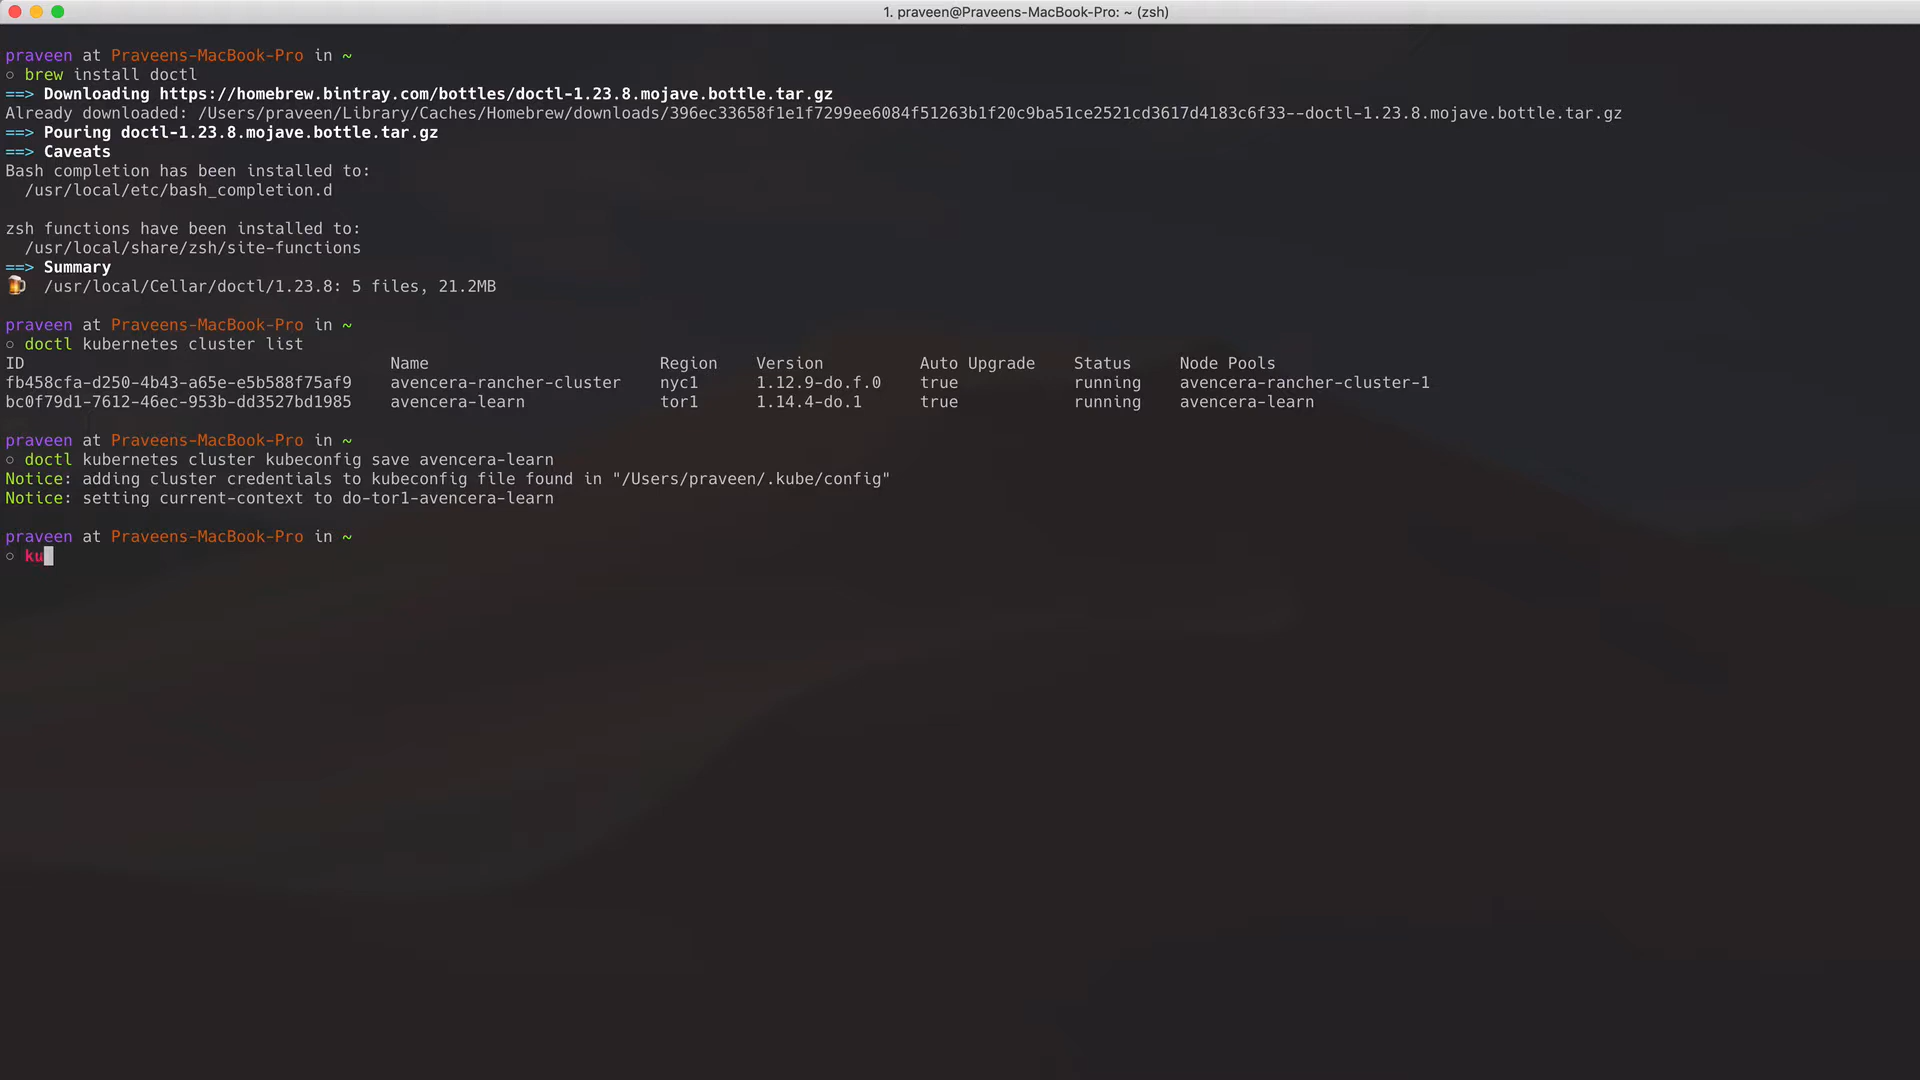 1. praveen@Praveens-MacBook-Pro: ~ (zsh)
praveen at Praveens-MacBook-Pro in ~
○ brew install doctl
==> Downloading https://homebrew.bintray.com/bottles/doctl-1.23.8.mojave.bottle.tar.gz
Already downloaded: /Users/praveen/Library/Caches/Homebrew/downloads/396ec33658f1e1f7299ee6084f51263b1f20c9ba51ce2521cd3617d4183c6f33--doctl-1.23.8.mojave.bottle.tar.gz
==> Pouring doctl-1.23.8.mojave.bottle.tar.gz
==> Caveats
Bash completion has been installed to:
/usr/local/etc/bash_completion.d
zsh functions have been installed to:
/usr/local/share/zsh/site-functions
==> Summary
🍺 /usr/local/Cellar/doctl/1.23.8: 5 files, 21.2MB
praveen at Praveens-MacBook-Pro in ~
○ doctl kubernetes cluster list
ID Name Region Version Auto Upgrade Status Node Pools
fb458cfa-d250-4b43-a65e-e5b588f75af9 avencera-rancher-cluster nyc1 1.12.9-do.f.0 true running avencera-rancher-cluster-1
bc0f79d1-7612-46ec-953b-dd3527bd1985 avencera-learn tor1 1.14.4-do.1 true running avencera-learn
praveen at Praveens-MacBook-Pro in ~
○ doctl kubernetes cluster kubeconfig save avencera-learn
Notice: adding cluster credentials to kubeconfig file found in "/Users/praveen/.kube/config"
Notice: setting current-context to do-tor1-avencera-learn
praveen at Praveens-MacBook-Pro in ~
○ ku